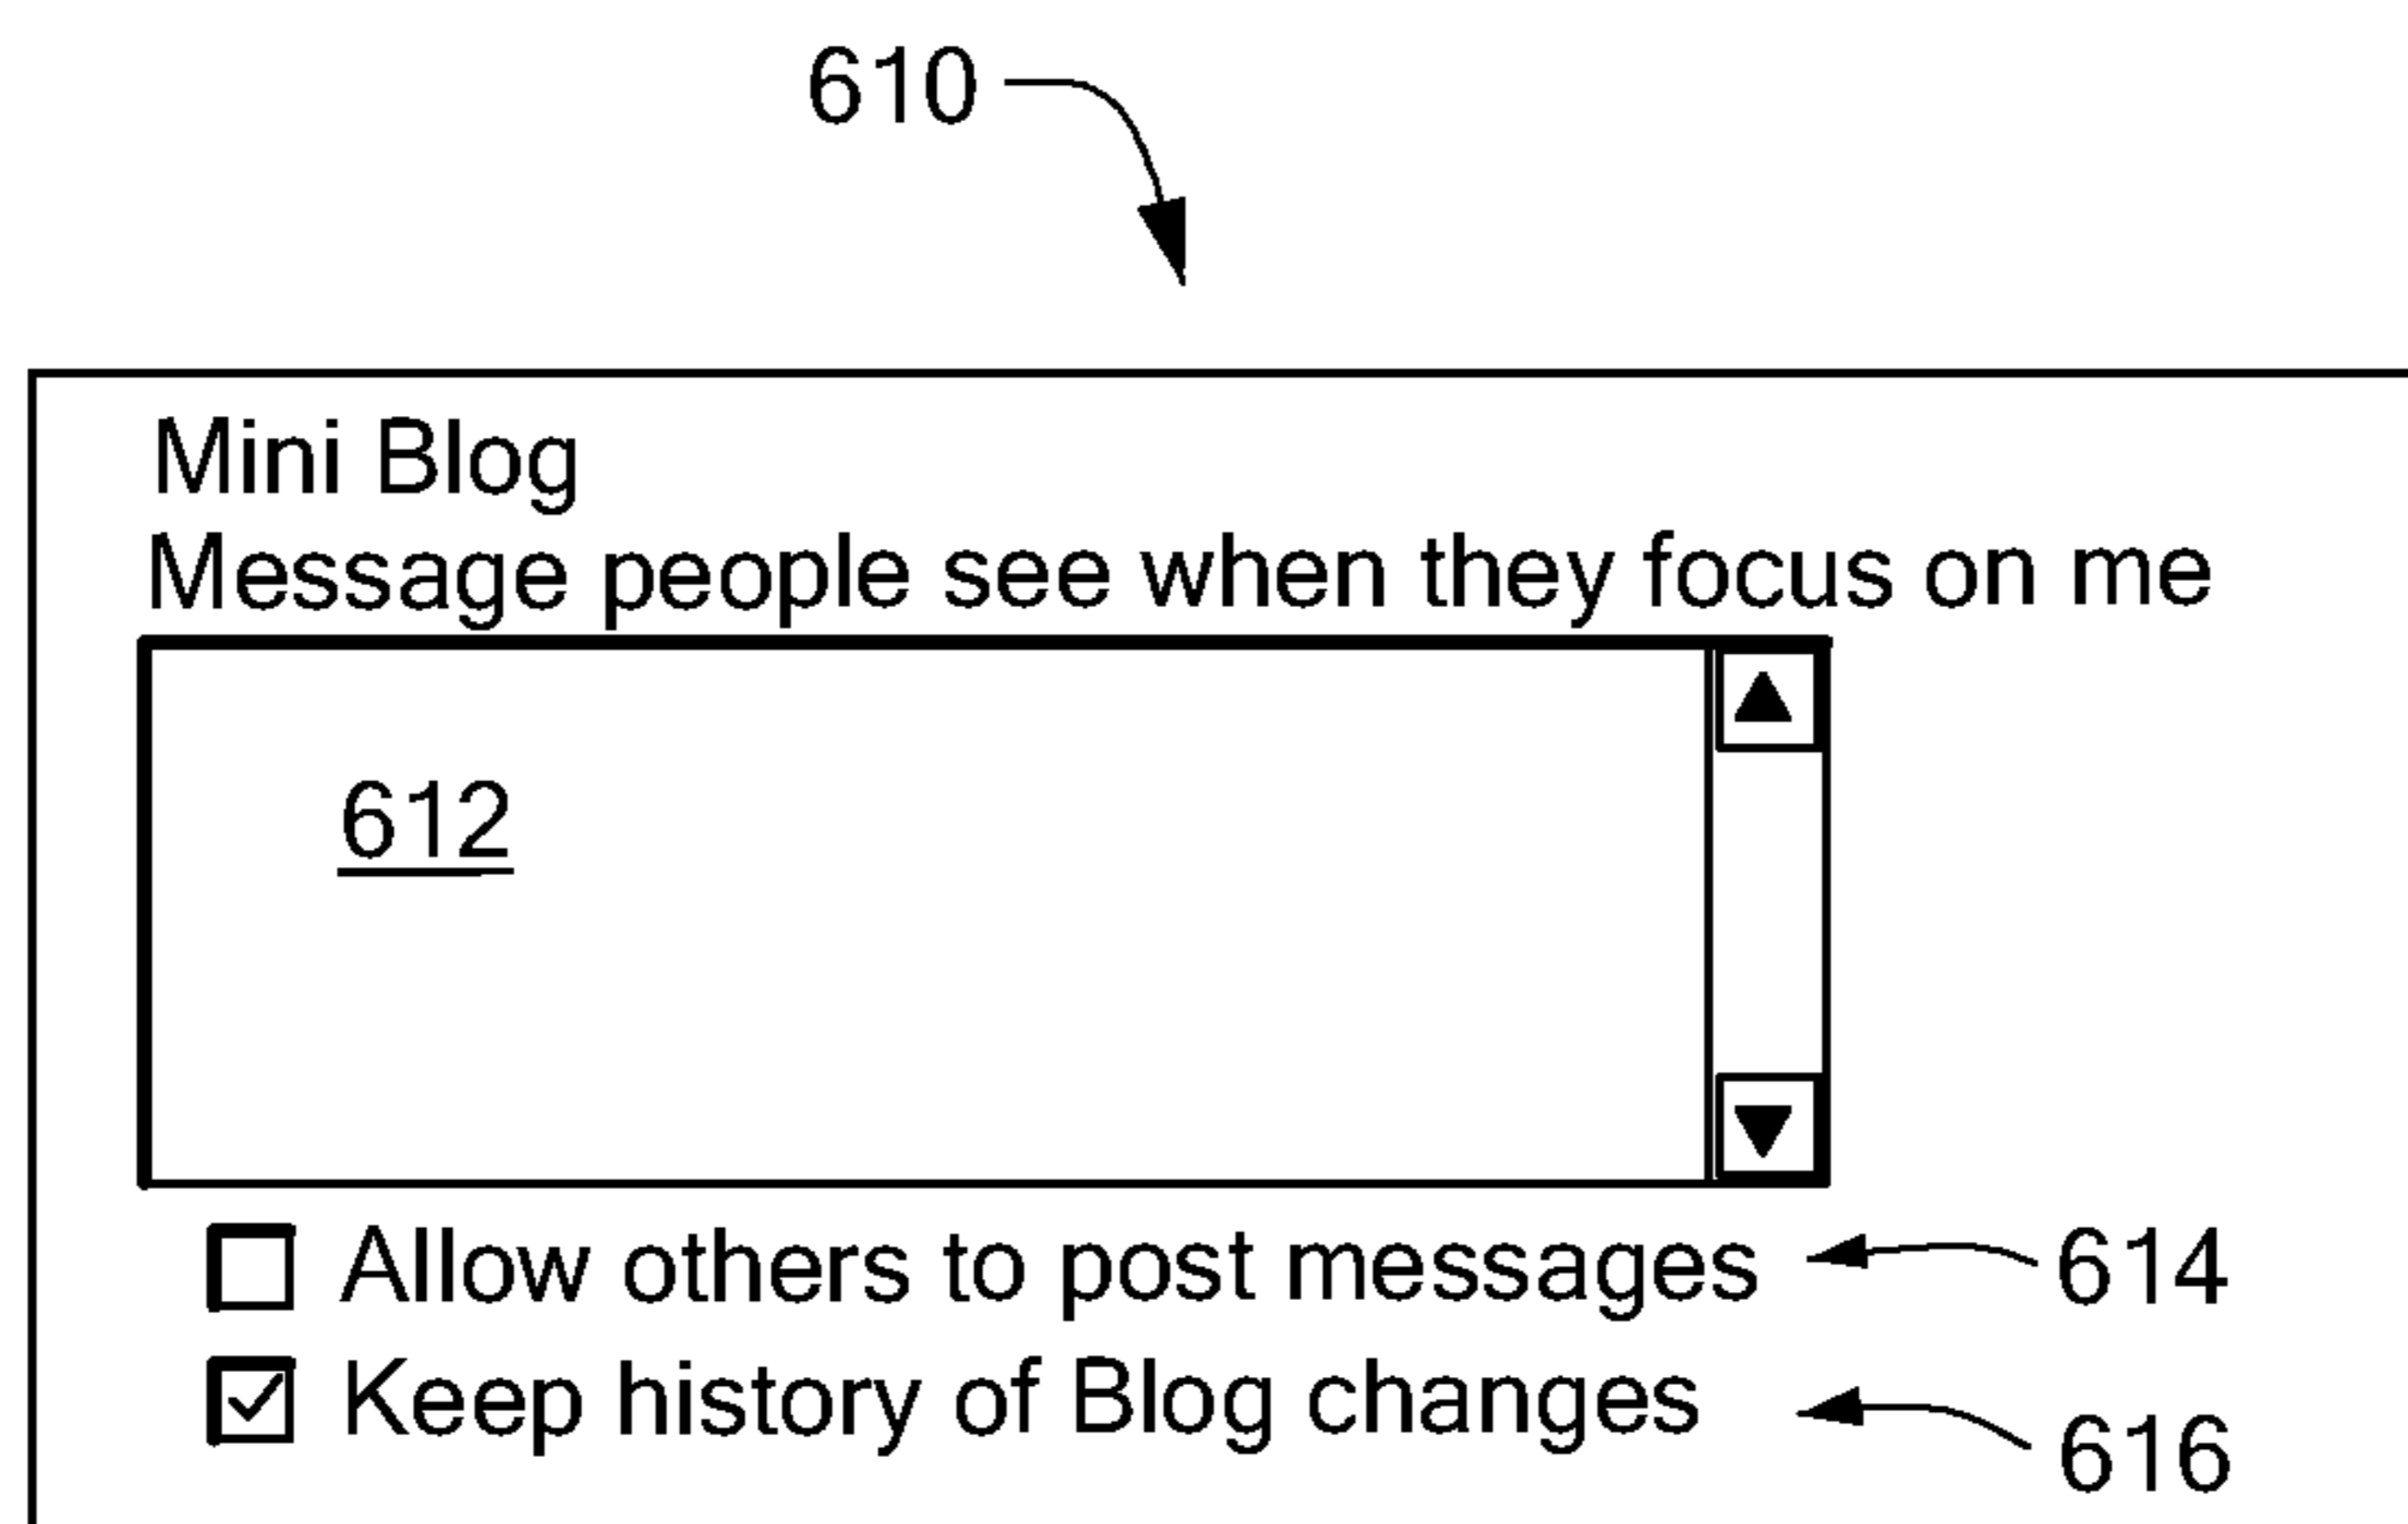 610
Mini Blog
Message people see when they focus on me
612
Allow others to post messages 614
Keep history of Blog changes 616